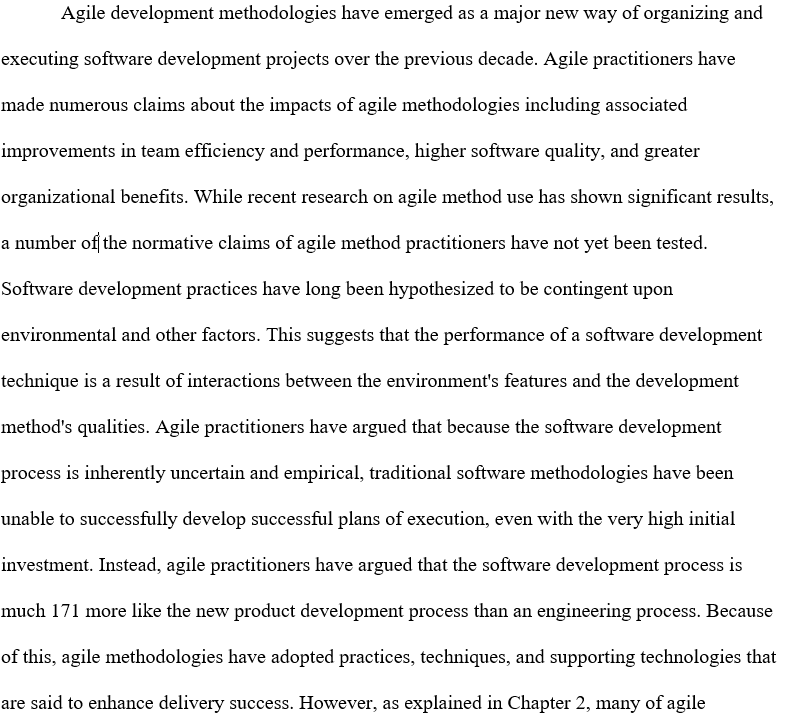 Agile development methodologies have emerged as a major new way of organizing and
executing software development projects over the previous decade. Agile practitioners have
made numerous claims about the impacts of agile methodologies including associated
improvements in team efficiency and performance, higher software quality, and greater
organizational benefits. While recent research on agile method use has shown significant results,
a number of the normative claims of agile method practitioners have not yet been tested.
Software development practices have long been hypothesized to be contingent upon
environmental and other factors. This suggests that the performance of a software development
technique is a result of interactions between the environment's features and the development
method's qualities. Agile practitioners have argued that because the software development
process is inherently uncertain and empirical, traditional software methodologies have been
unable to successfully develop successful plans of execution, even with the very high initial
investment. Instead, agile practitioners have argued that the software development process is
much 171 more like the new product development process than an engineering process. Because
of this, agile methodologies have adopted practices, techniques, and supporting technologies that
are said to enhance delivery success. However, as explained in Chapter 2, many of agile